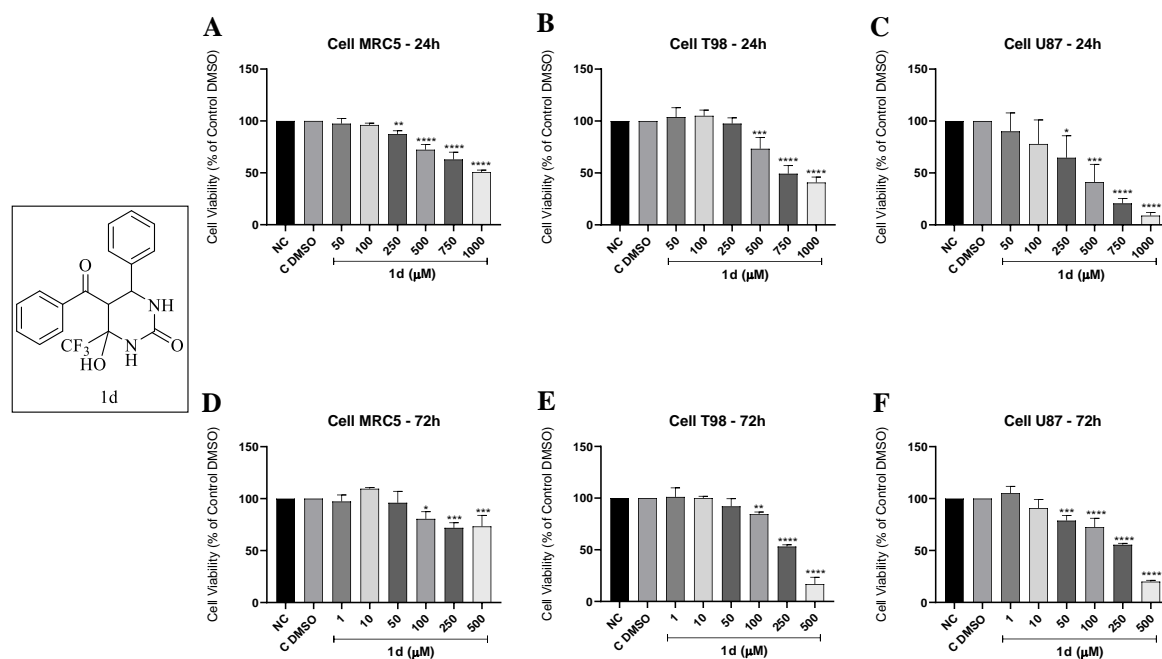 A
Cell MRC5 - 24h
Cell Viability (% of Control DMSO)
150
100
50
0
**
****
****
****
NC
C DMSO
50
100
250
500
750
1000
1d (μM)
B
Cell T98 - 24h
Cell Viability (% of Control DMSO)
150
100
50
0
***
****
****
NC
C DMSO
50
100
250
500
750
1000
1d (μM)
C
Cell U87 - 24h
Cell Viability (% of Control DMSO)
150
100
50
0
*
***
****
****
NC
C DMSO
50
100
250
500
750
1000
1d (μM)
O
NH
CF3
N
H
O
HO
1d
D
Cell MRC5 - 72h
Cell Viability (% of Control DMSO)
150
100
50
0
*
***
***
NC
C DMSO
1
10
50
100
250
500
1d (μM)
E
Cell T98 - 72h
Cell Viability (% of Control DMSO)
150
100
50
0
**
****
****
NC
C DMSO
1
10
50
100
250
500
1d (μM)
F
Cell U87 - 72h
Cell Viability (% of Control DMSO)
150
100
50
0
***
****
****
****
NC
C DMSO
1
10
50
100
250
500
1d (μM)